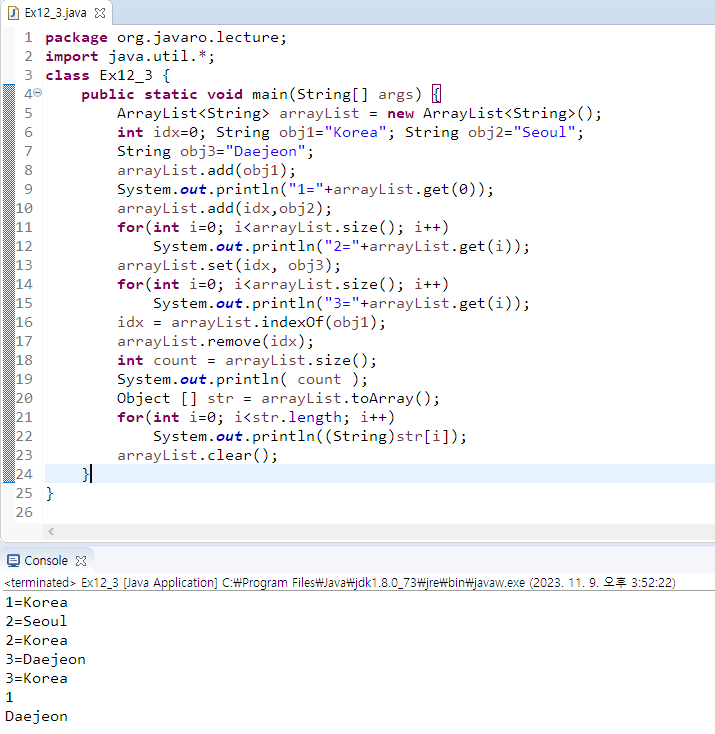 Ex12_3.java
1 package org.javaro.lecture;
2 import java.util.*;
3 class Ex12_3 {
4     public static void main(String[] args) {
5         ArrayList<String> arrayList = new ArrayList<String>();
6         int idx=0; String obj1="Korea"; String obj2="Seoul";
7         String obj3="Daejeon";
8         arrayList.add(obj1);
9         System.out.println("1="+arrayList.get(0));
10         arrayList.add(idx,obj2);
11         for(int i=0; i<arrayList.size(); i++)
12             System.out.println("2="+arrayList.get(i));
13         arrayList.set(idx, obj3);
14         for(int i=0; i<arrayList.size(); i++)
15             System.out.println("3="+arrayList.get(i));
16         idx = arrayList.indexOf(obj1);
17         arrayList.remove(idx);
18         int count = arrayList.size();
19         System.out.println( count );
20         Object [] str = arrayList.toArray();
21         for(int i=0; i<str.length; i++)
22             System.out.println((String)str[i]);
23         arrayList.clear();
24     }
25 }
26
Console
<terminated> Ex12_3 [Java Application] C:₩Program Files₩Java₩jdk1.8.0_73₩jre₩bin₩javaw.exe (2023. 11. 9. 오후 3:52:22)
1=Korea
2=Seoul
2=Korea
3=Daejeon
3=Korea
1
Daejeon